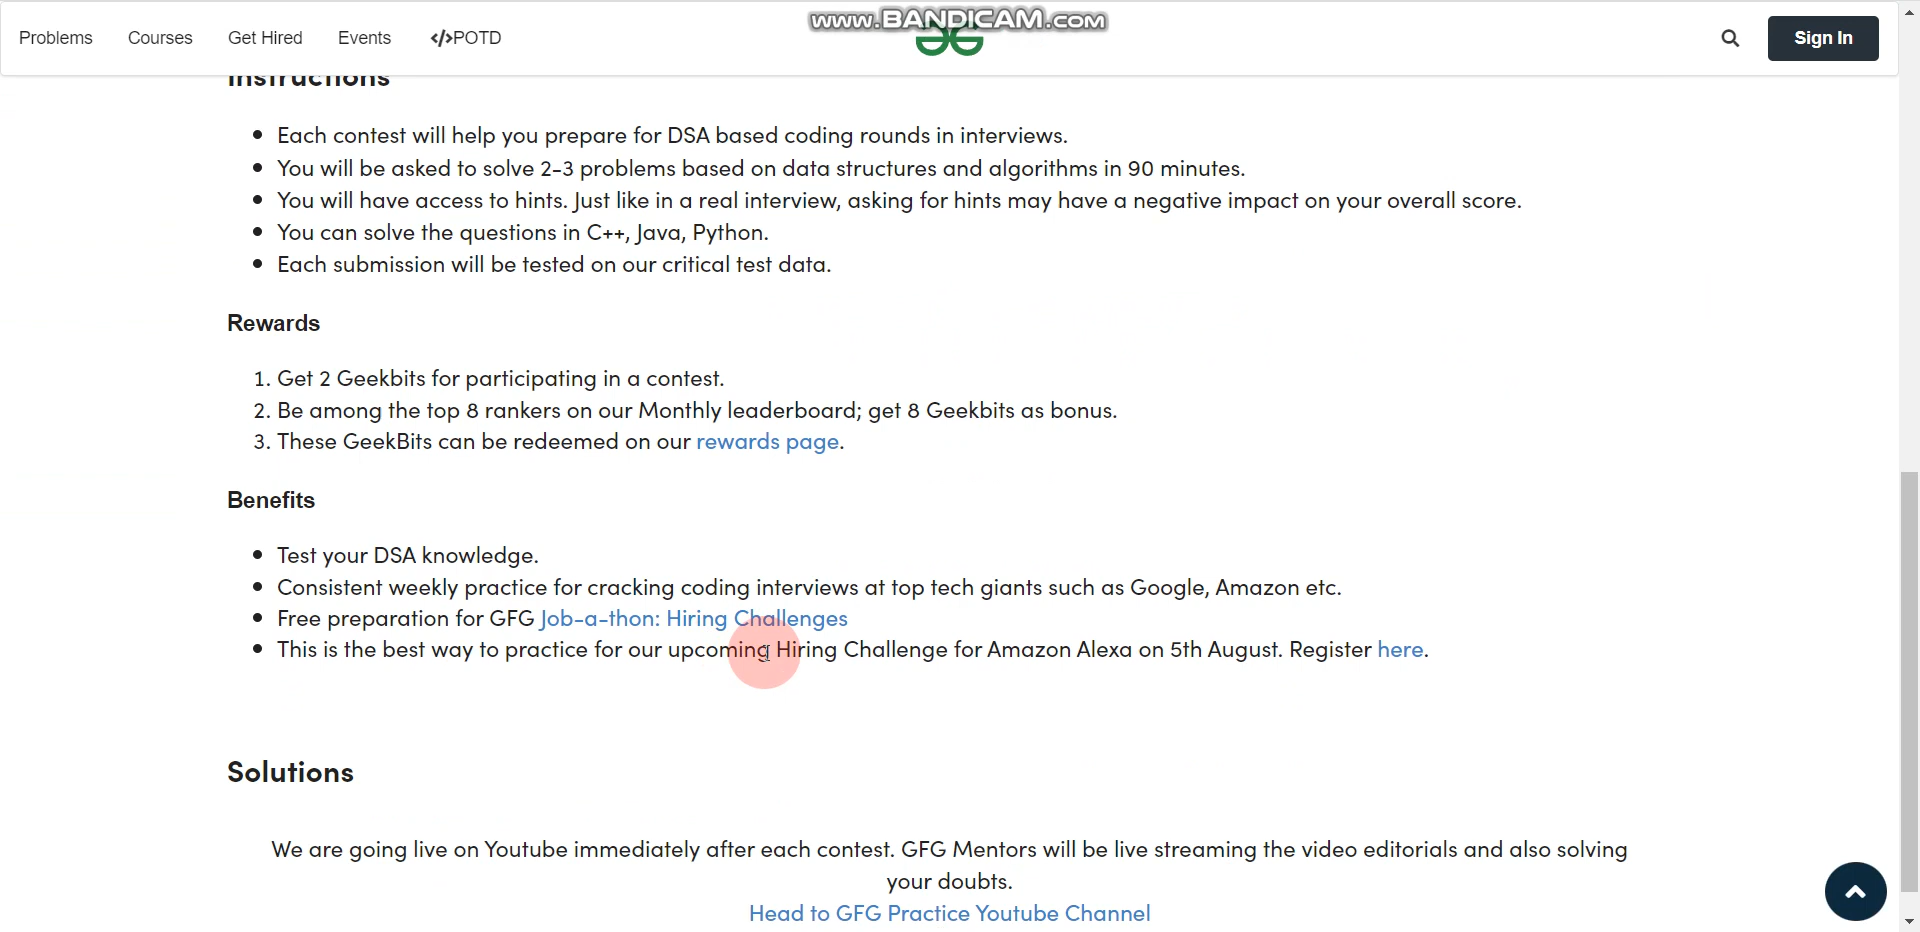 www.BANDICAM.com
Problems Courses Get Hired Events </>POTD Sign In
Instructions
• Each contest will help you prepare for DSA based coding rounds in interviews.
• You will be asked to solve 2-3 problems based on data structures and algorithms in 90 minutes.
• You will have access to hints. Just like in a real interview, asking for hints may have a negative impact on your overall score.
• You can solve the questions in C++, Java, Python.
• Each submission will be tested on our critical test data.
Rewards
1. Get 2 Geekbits for participating in a contest.
2. Be among the top 8 rankers on our Monthly leaderboard; get 8 Geekbits as bonus.
3. These GeekBits can be redeemed on our rewards page.
Benefits
• Test your DSA knowledge.
• Consistent weekly practice for cracking coding interviews at top tech giants such as Google, Amazon etc.
• Free preparation for GFG Job-a-thon: Hiring Challenges
• This is the best way to practice for our upcoming Hiring Challenge for Amazon Alexa on 5th August. Register here.
Solutions
We are going live on Youtube immediately after each contest. GFG Mentors will be live streaming the video editorials and also solving
your doubts.
Head to GFG Practice Youtube Channel